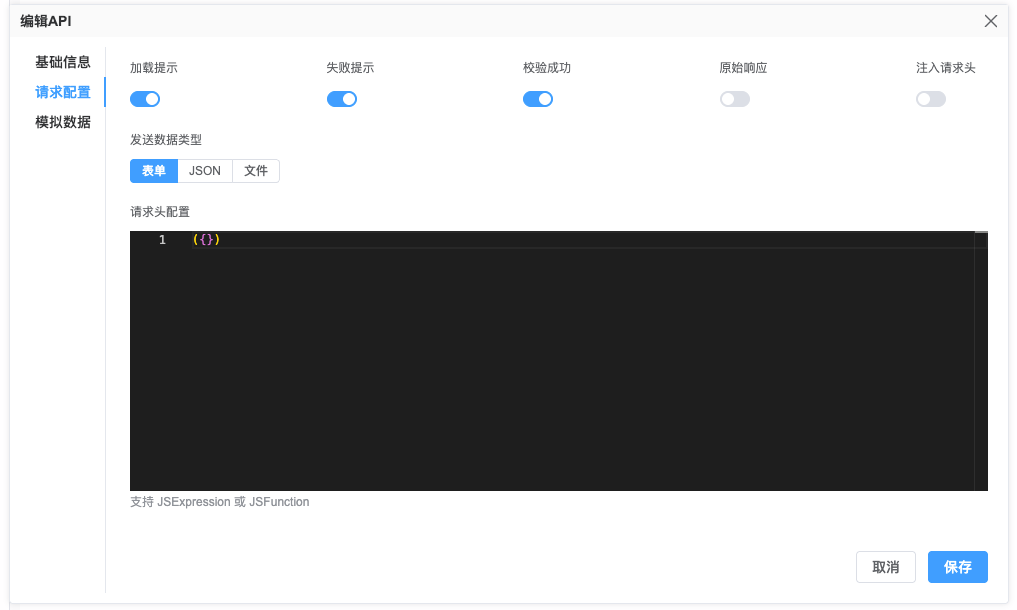 编辑API
基础信息
请求配置
模拟数据
加载提示 失败提示 校验成功 原始响应 注入请求头
发送数据类型
表单 JSON 文件
请求头配置
1 ({})
支持 JSExpression 或 JSFunction
取消 保存